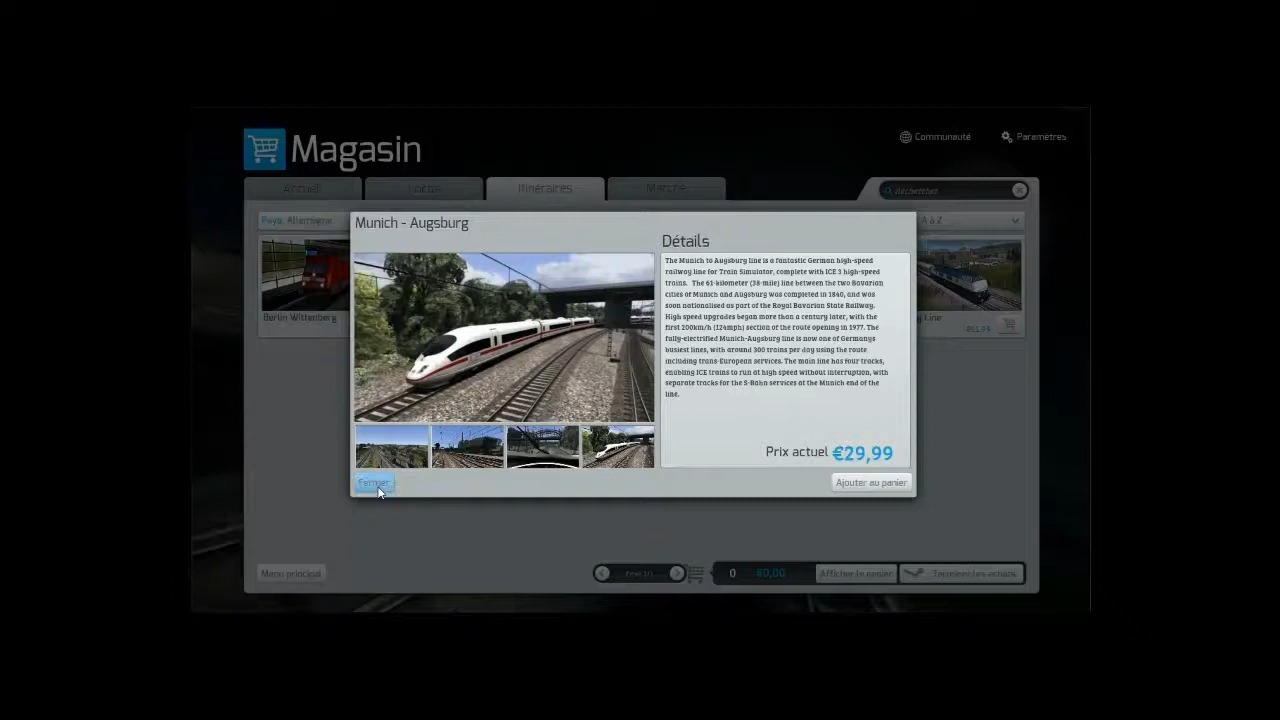 Magasin
Communauté
Paramètres
Accueil
Locos
Itinéraires
Marché
Rechercher
Pays: Allemagne
A à Z
Munich - Augsburg
Détails
The Munich to Augsburg line is a fantastic German high-speed
railway line for Train Simulator, complete with ICE 3 high-speed
trains. The 61-kilometer (38-mile) line between the two Bavarian
cities of Munich and Augsburg was completed in 1840, and was
soon nationalised as part of the Royal Bavarian State Railway.
High speed upgrades began more than a century later, with the
first 200km/h (124mph) section of the route opening in 1977. The
fully-electrified Munich-Augsburg line is now one of Germanys
busiest lines, with around 300 trains per day using the route
including trans-European services. The main line has four tracks,
enabling ICE trains to run at high speed without interruption, with
separate tracks for the S-Bahn services at the Munich end of the
line.
Berlin Wittenberg
Line
Prix actuel €29,99
Fermer
Ajouter au panier
Menu principal
0 €0,00
Afficher le panier
Terminer les achats